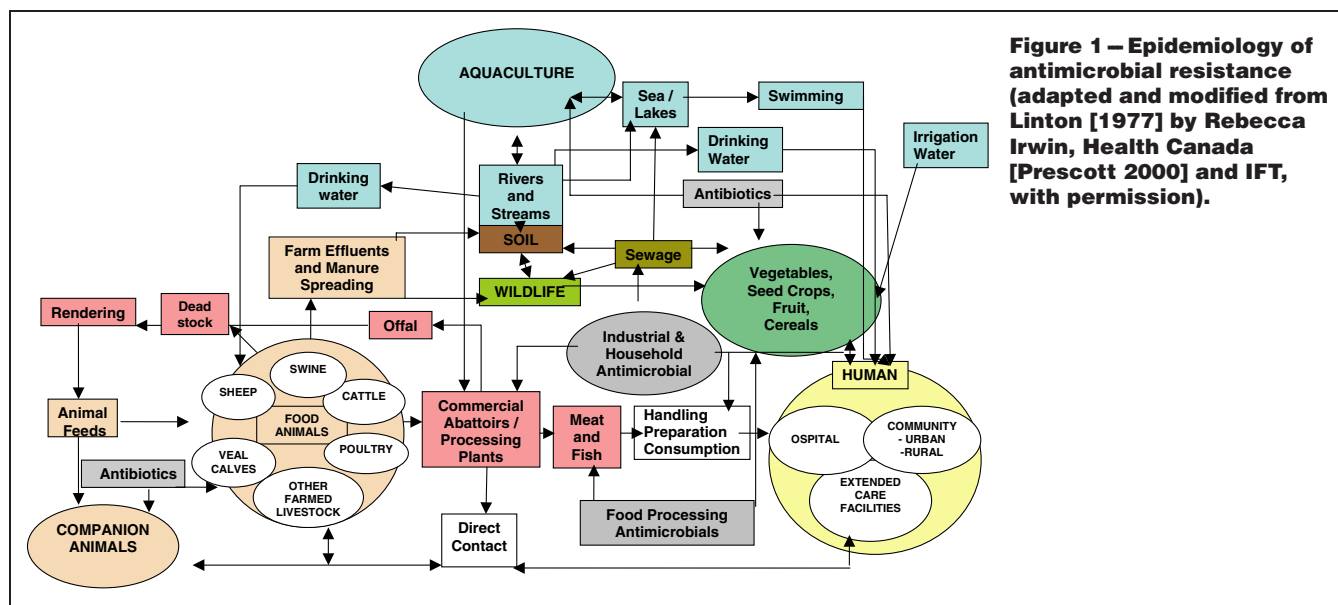 Figure 1—Epidemiology of
antimicrobial resistance
(adapted and modified from
Linton [1977] by Rebecca
Irwin, Health Canada
[Prescott 2000] and IFT,
with permission).
AQUACULTURE
Sea /
Lakes
Swimming
Drinking
Water
Irrigation
Water
Drinking
water
Rivers
and
Streams
SOIL
Antibiotics
Farm Effluents
and Manure
Spreading
Sewage
WILDLIFE
Vegetables,
Seed Crops,
Fruit,
Cereals
Rendering
Dead
stock
Offal
Industrial &
Household
Antimicrobial
HUMAN
SWINE
SHEEP
CATTLE
FOOD
ANIMALS
POULTRY
VEAL
CALVES
OTHER
FARMED
LIVESTOCK
Animal
Feeds
Antibiotics
COMPANION
ANIMALS
Commercial
Abattoirs /
Processing
Plants
Meat
and
Fish
Handling
Preparation
Consumption
OSPITAL
COMMUNITY
- URBAN
-RURAL
EXTENDED
CARE
FACILITIES
Direct
Contact
Food Processing
Antimicrobials